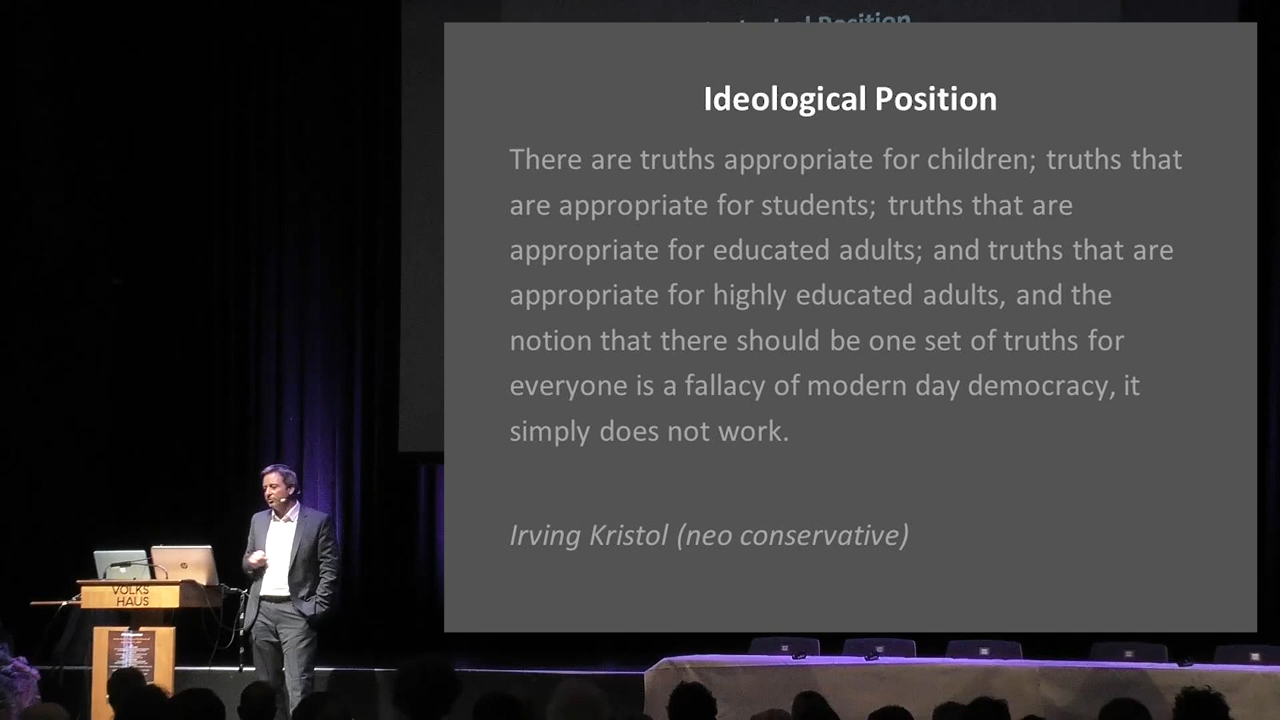 Position
Ideological Position
There are truths appropriate for children; truths that
are appropriate for students; truths that are
appropriate for educated adults; and truths that are
appropriate for highly educated adults, and the
notion that there should be one set of truths for
everyone is a fallacy of modern day democracy, it
simply does not work.
Irving Kristol (neo conservative)
VOLKS
HAUS